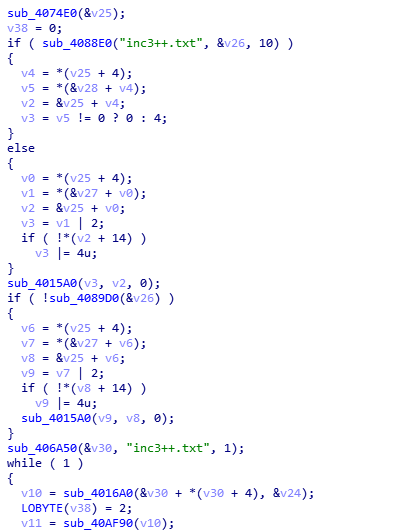 sub_4074E0(&v25);
v38 = 0;
if ( sub_4088E0("inc3++.txt", &v26, 10) )
{
v4 = *(v25 + 4);
v5 = *(&v28 + v4);
v2 = &v25 + v4;
v3 = v5 != 0 ? 0 : 4;
}
else
{
v0 = *(v25 + 4);
v1 = *(&v27 + v0);
v2 = &v25 + v0;
v3 = v1 | 2;
if ( !*(v2 + 14) )
v3 |= 4u;
}
sub_4015A0(v3, v2, 0);
if ( !sub_4089D0(&v26) )
{
v6 = *(v25 + 4);
v7 = *(&v27 + v6);
v8 = &v25 + v6;
v9 = v7 | 2;
if ( !*(v8 + 14) )
v9 |= 4u;
sub_4015A0(v9, v8, 0);
}
sub_406A50(&v30, "inc3++.txt", 1);
while ( 1 )
{
v10 = sub_4016A0(&v30 + *(v30 + 4), &v24);
LOBYTE(v38) = 2;
v11 = sub_40AF90(v10);